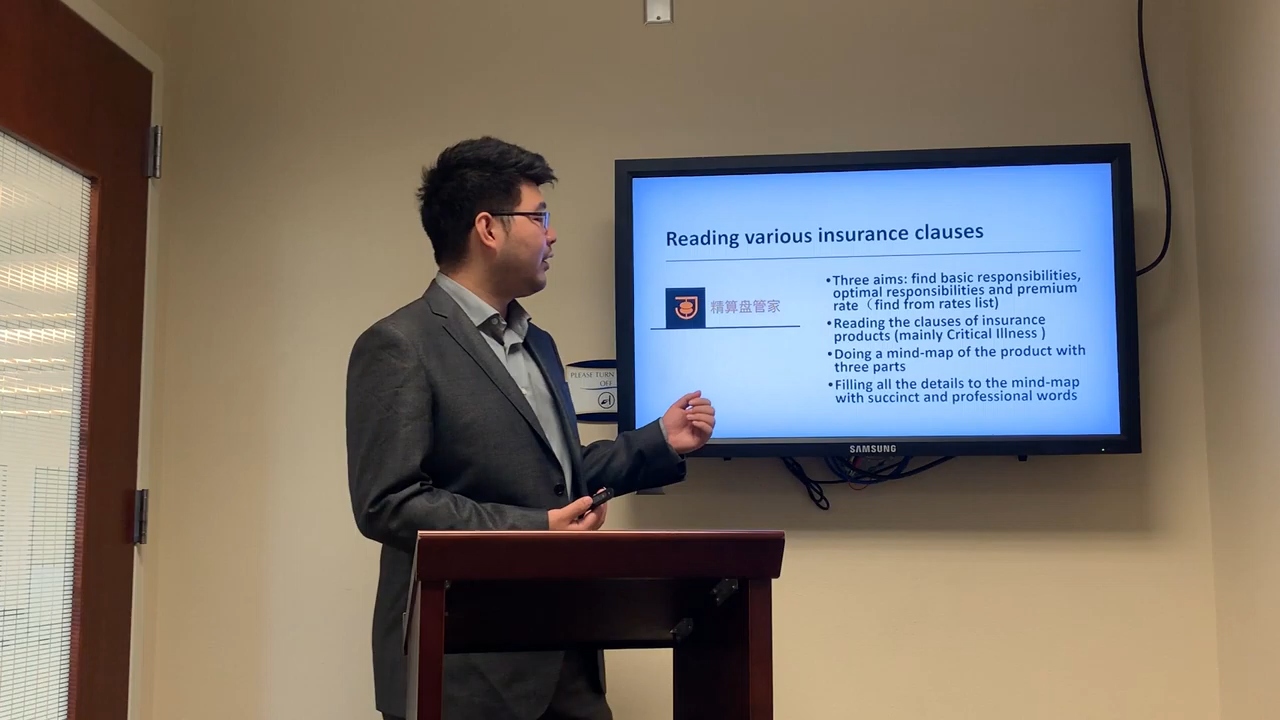 Reading various insurance clauses
精算盘管家
•Three aims: find basic responsibilities,
optimal responsibilities and premium
rate（find from rates list)
•Reading the clauses of insurance
products (mainly Critical Illness )
•Doing a mind-map of the product with
three parts
•Filling all the details to the mind-map
with succinct and professional words
PLEASE TURN
OFF
SAMSUNG